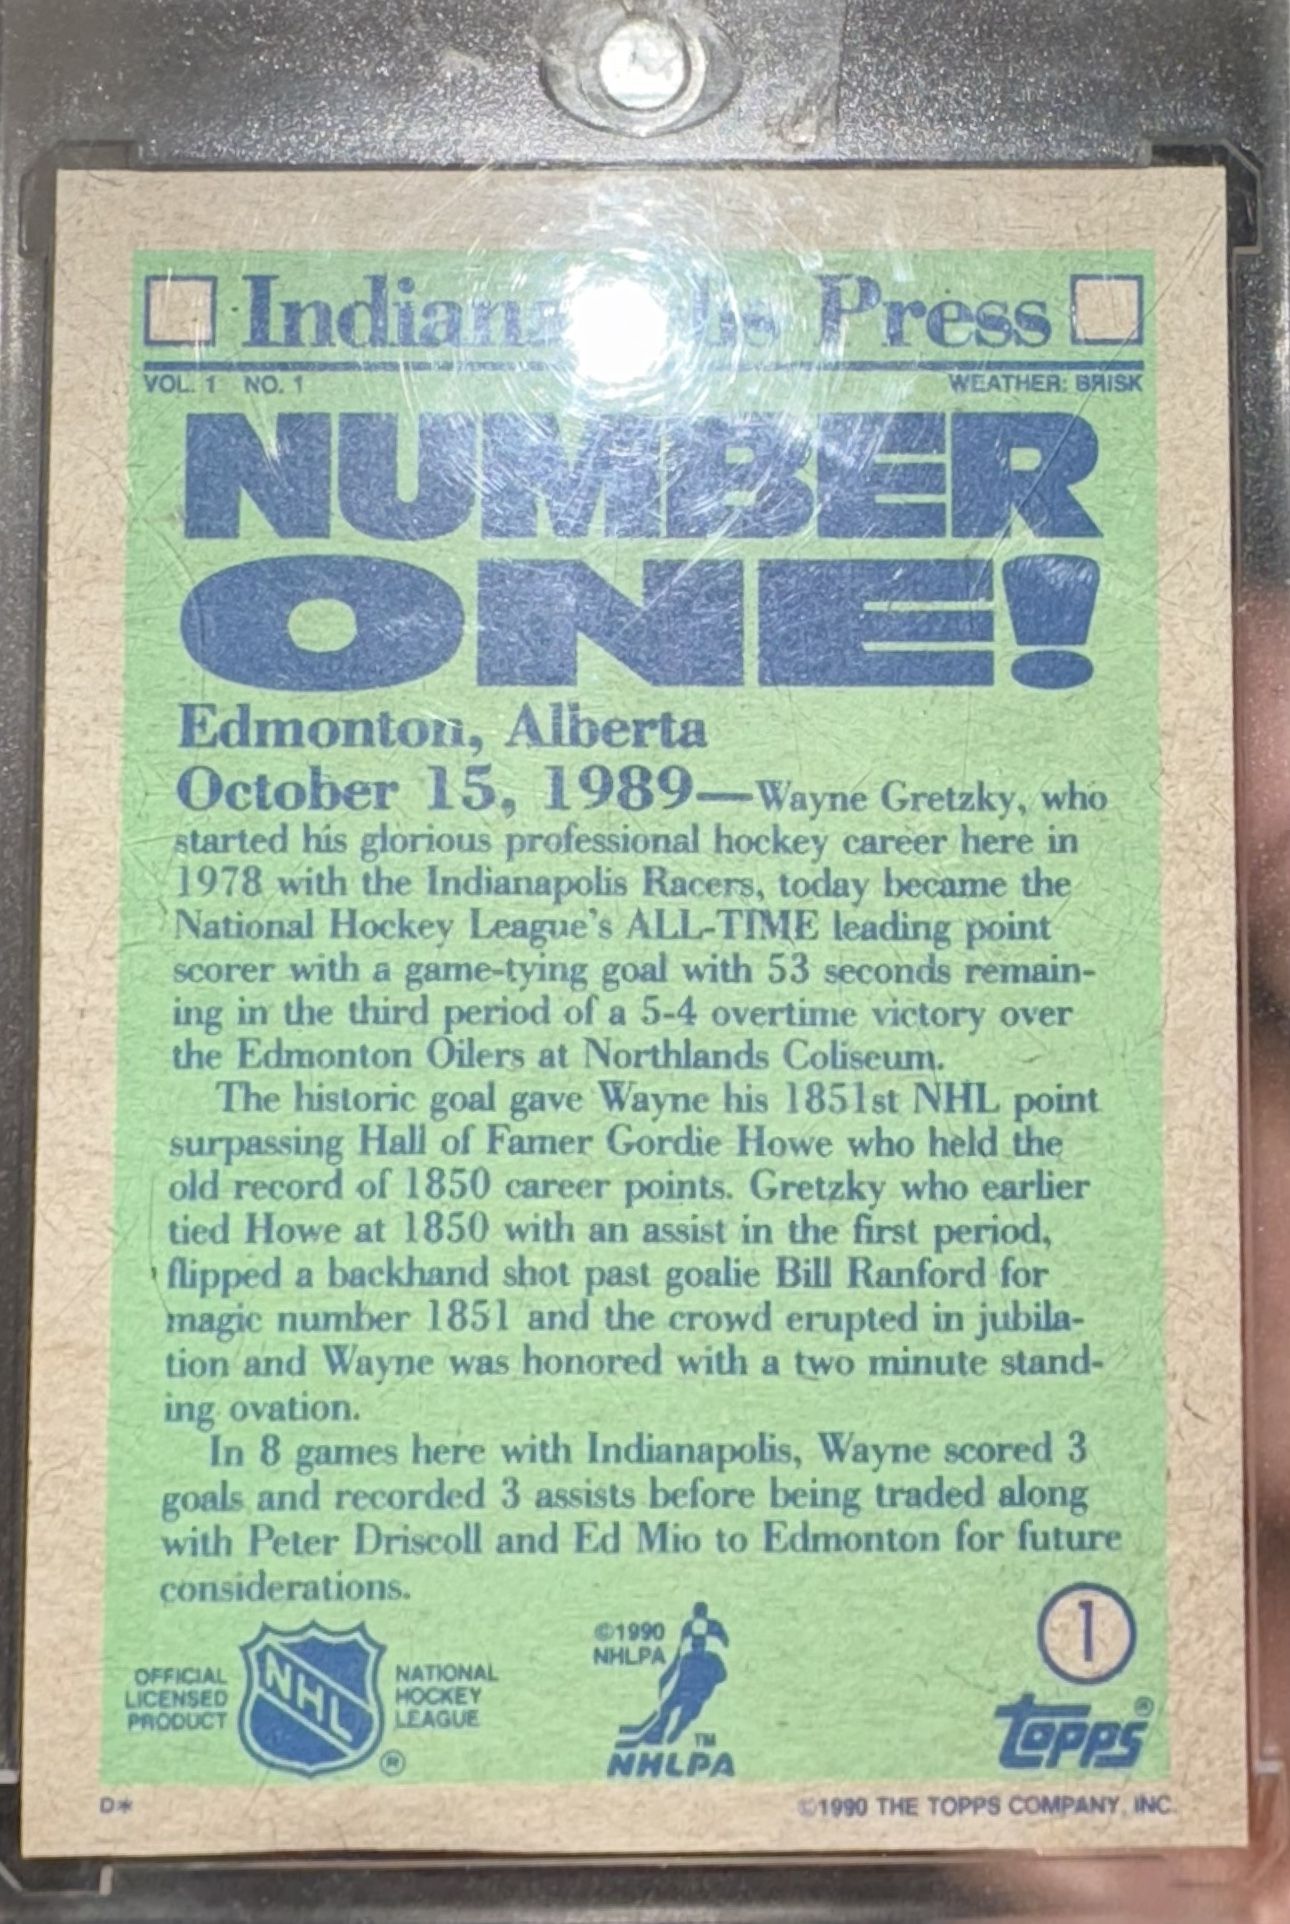 Indianapolis Press
VOL. 1 NO. 1 WEATHER: BRISK
NUMBER
ONE!
Edmonton, Alberta
October 15, 1989—Wayne Gretzky, who
started his glorious professional hockey career here in
1978 with the Indianapolis Racers, today became the
National Hockey League's ALL-TIME leading point
scorer with a game-tying goal with 53 seconds remain-
ing in the third period of a 5-4 overtime victory over
the Edmonton Oilers at Northlands Coliseum.
The historic goal gave Wayne his 1851st NHL point
surpassing Hall of Famer Gordie Howe who held the
old record of 1850 career points. Gretzky who earlier
tied Howe at 1850 with an assist in the first period,
flipped a backhand shot past goalie Bill Ranford for
magic number 1851 and the crowd erupted in jubila-
tion and Wayne was honored with a two minute stand-
ing ovation.
In 8 games here with Indianapolis, Wayne scored 3
goals and recorded 3 assists before being traded along
with Peter Driscoll and Ed Mio to Edmonton for future
considerations.
OFFICIAL
LICENSED
PRODUCT
NHL
®
NATIONAL
HOCKEY
LEAGUE
©1990
NHLPA
TM
NHLPA
1
topps®
D*
©1990 THE TOPPS COMPANY, INC.